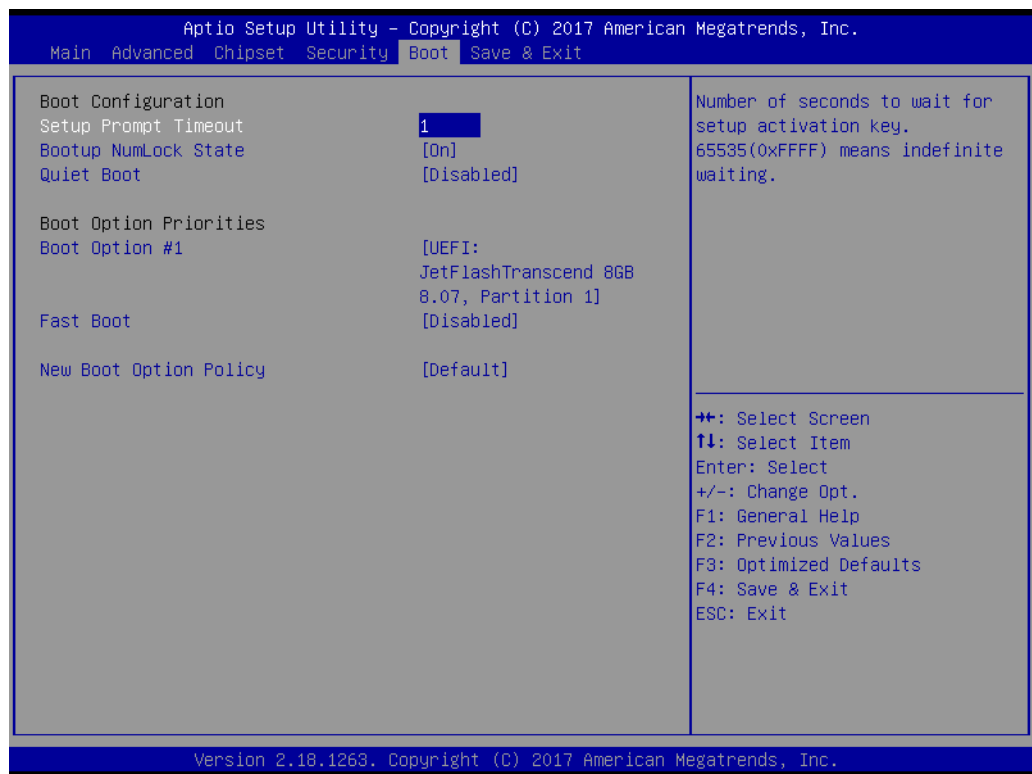 Aptio Setup Utility – Copyright (C) 2017 American Megatrends, Inc.
Main Advanced Chipset Security Boot Save & Exit
Boot Configuration
Setup Prompt Timeout 1
Bootup NumLock State [On]
Quiet Boot [Disabled]
Boot Option Priorities
Boot Option #1 [UEFI:
JetFlashTranscend 8GB
8.07, Partition 1]
Fast Boot [Disabled]
New Boot Option Policy [Default]
Number of seconds to wait for
setup activation key.
65535(0xFFFF) means indefinite
waiting.
→←: Select Screen
↑↓: Select Item
Enter: Select
+/-: Change Opt.
F1: General Help
F2: Previous Values
F3: Optimized Defaults
F4: Save & Exit
ESC: Exit
Version 2.18.1263. Copyright (C) 2017 American Megatrends, Inc.